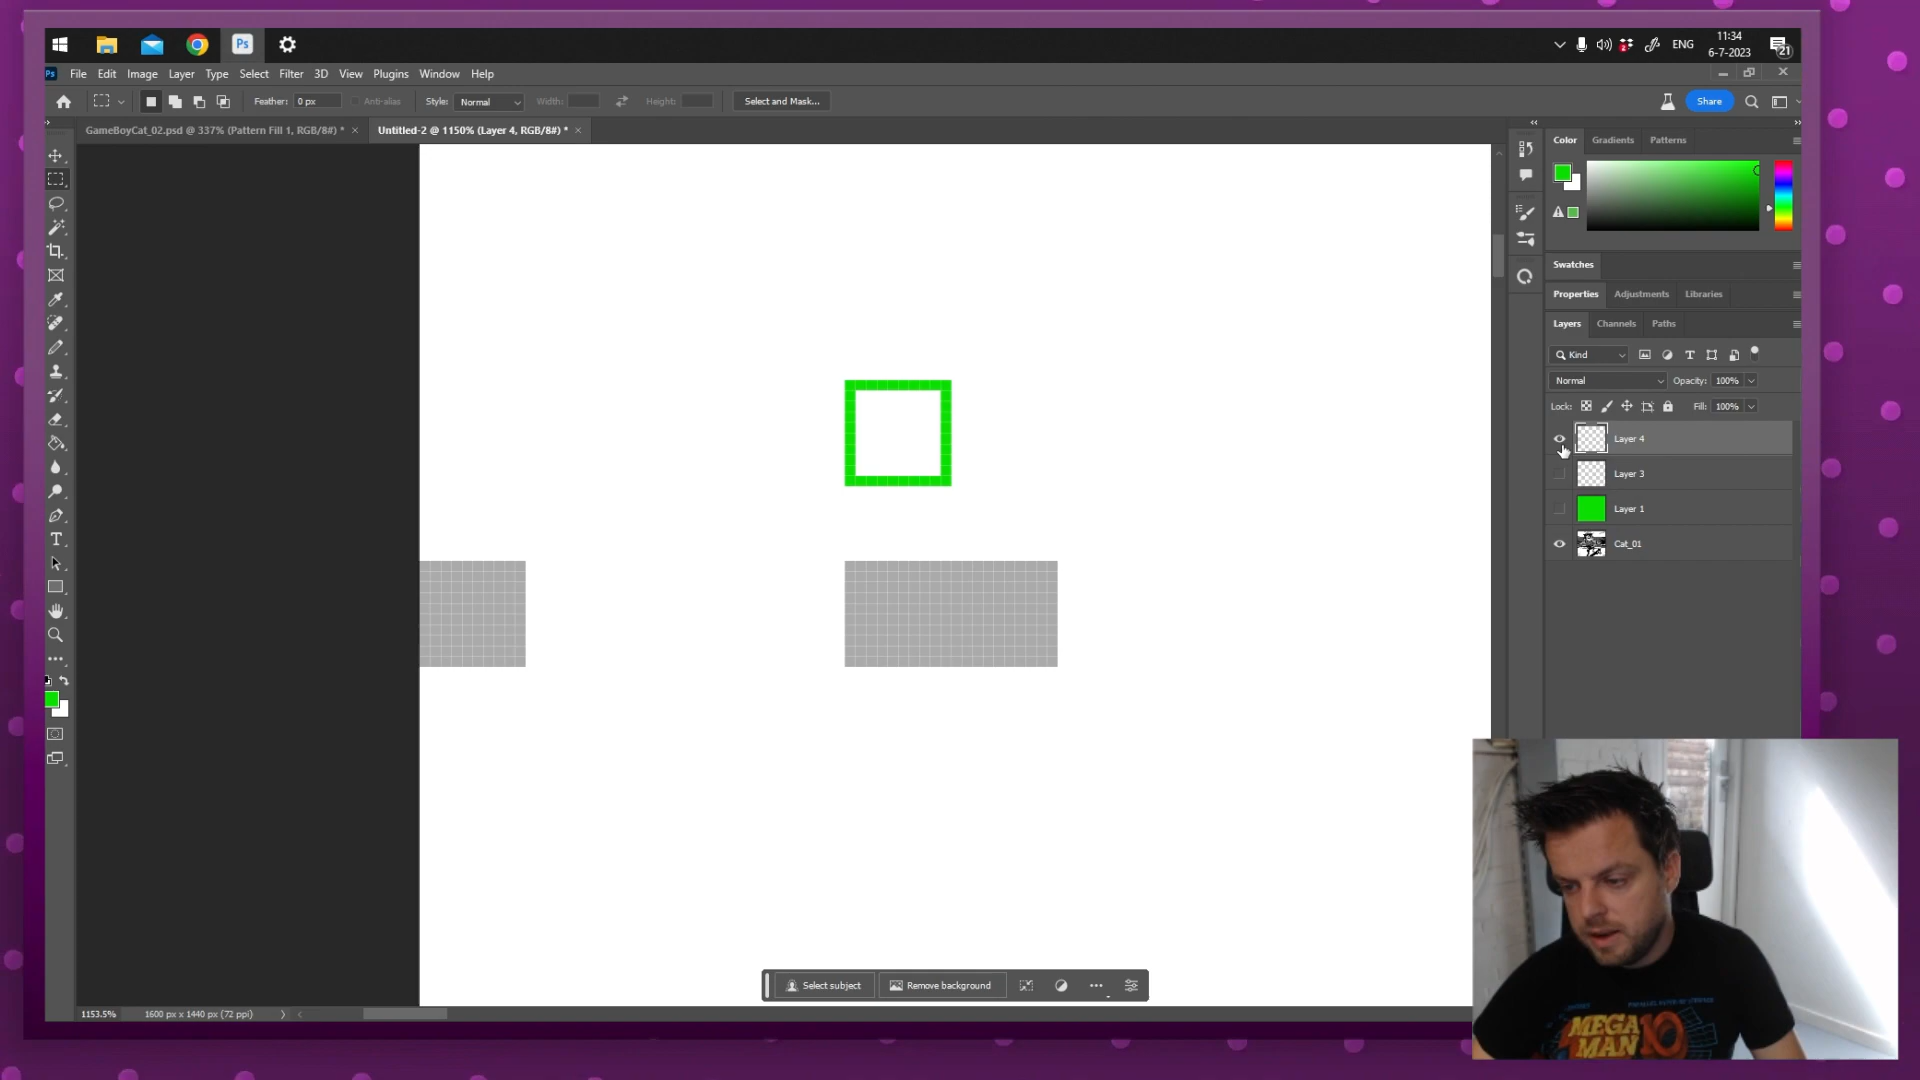 Ps
ENG
11:34
6-7-2023
21
Ps
File Edit Image Layer Type Select Filter 3D View Plugins Window Help
Feather: 0 px
Anti-alias
Style: Normal
Width:
Height:
Select and Mask...
Share
GameBoyCat_02.psd @ 337% (Pattern Fill 1, RGB/8#) * ×
Untitled-2 @ 1150% (Layer 4, RGB/8#) * ×
Color Gradients Patterns
Swatches
Properties Adjustments Libraries
Layers Channels Paths
Kind
Normal
Opacity: 100%
Lock:
Fill: 100%
Layer 4
Layer 3
Layer 1
Cat_01
Select subject
Remove background
1153.5%
1600 px x 1440 px (72 ppi)
MEGA
MAN 10